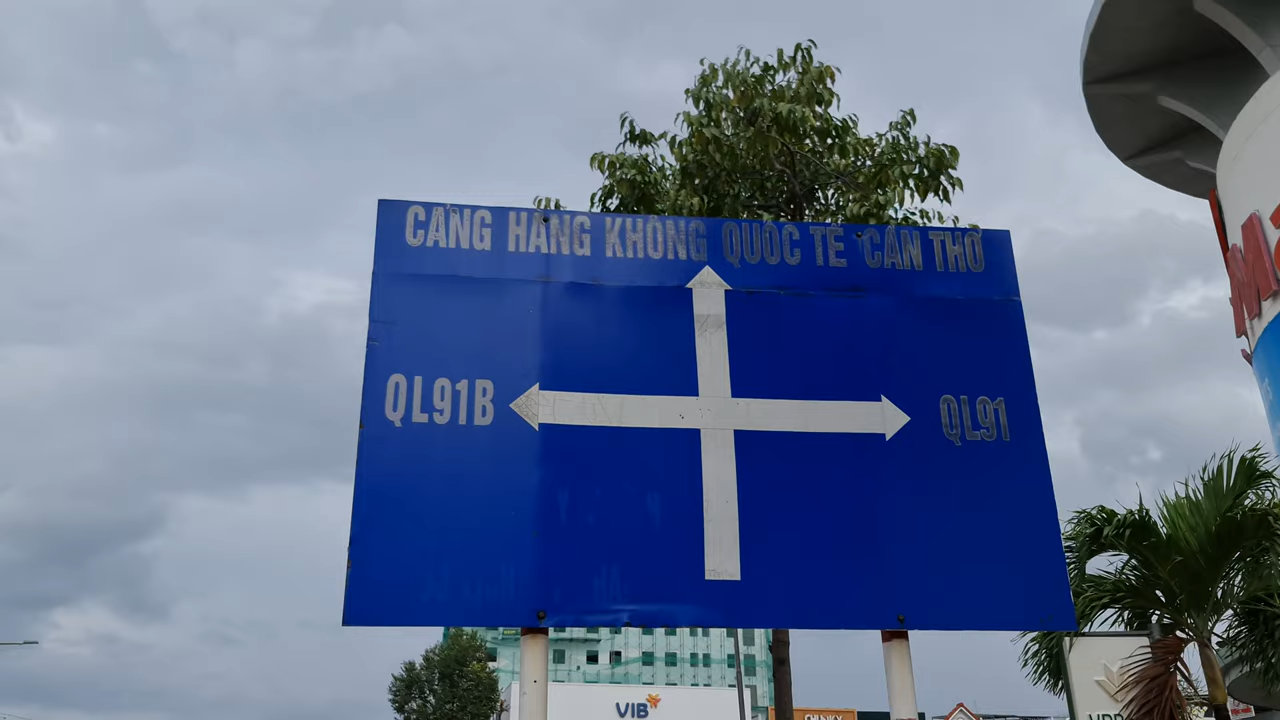 CẢNG HÀNG KHÔNG QUỐC TẾ CẦN THƠ
QL91B
QL91
VIB